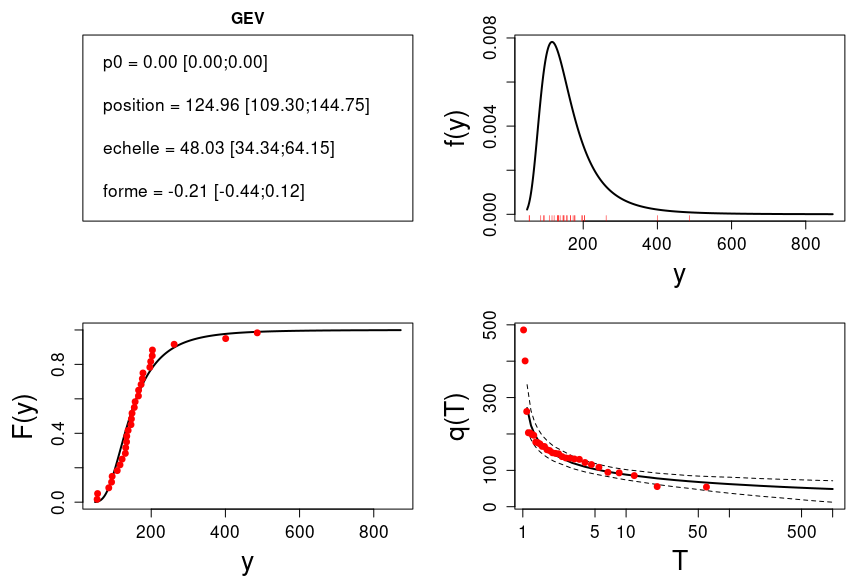 GEV
p0 = 0.00 [0.00;0.00]
position = 124.96 [109.30;144.75]
echelle = 48.03 [34.34;64.15]
forme = -0.21 [-0.44;0.12]
f(y)
0.000 0.004 0.008
200 400 600 800
y
F(y)
0.0 0.4 0.8
200 400 600 800
y
q(T)
0 100 300 500
1 5 10 50 500
T